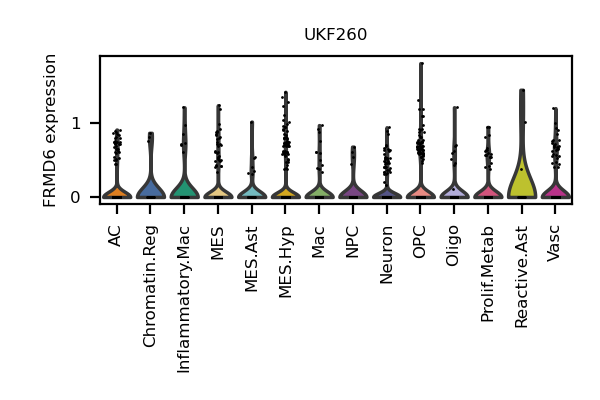 UKF260
FRMD6 expression
1
0
AC
Chromatin.Reg
Inflammatory.Mac
MES
MES.Ast
MES.Hyp
Mac
NPC
Neuron
OPC
Oligo
Prolif.Metab
Reactive.Ast
Vasc